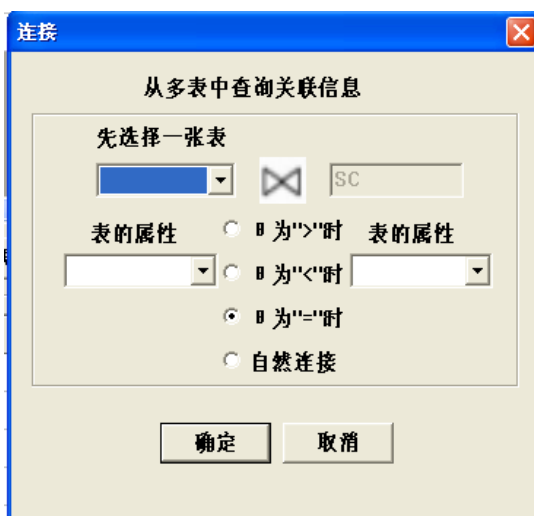 连接
从多表中查询关联信息
先选择一张表
SC
表的属性
θ 为">"时
表的属性
θ 为"<"时
θ 为"="时
自然连接
确定
取消